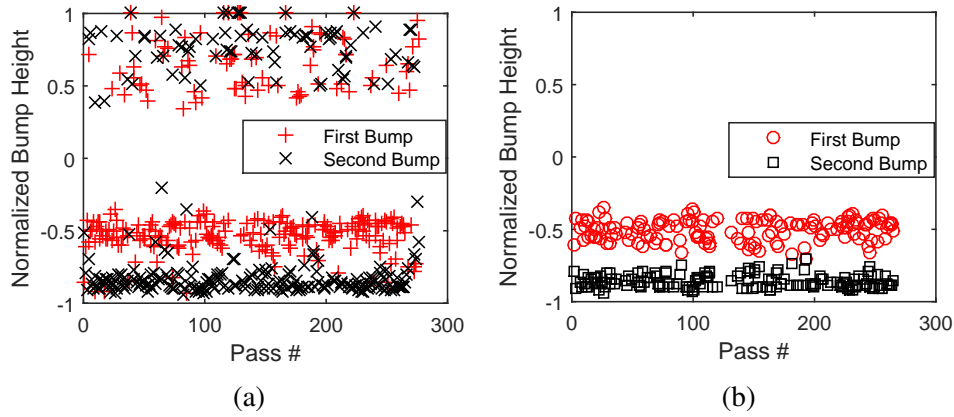 1
0.5
0
-0.5
-1
Normalized Bump Height
First Bump
Second Bump
0 100 200 300
Pass #
(a)
1
0.5
0
-0.5
-1
Normalized Bump Height
First Bump
Second Bump
0 100 200 300
Pass #
(b)